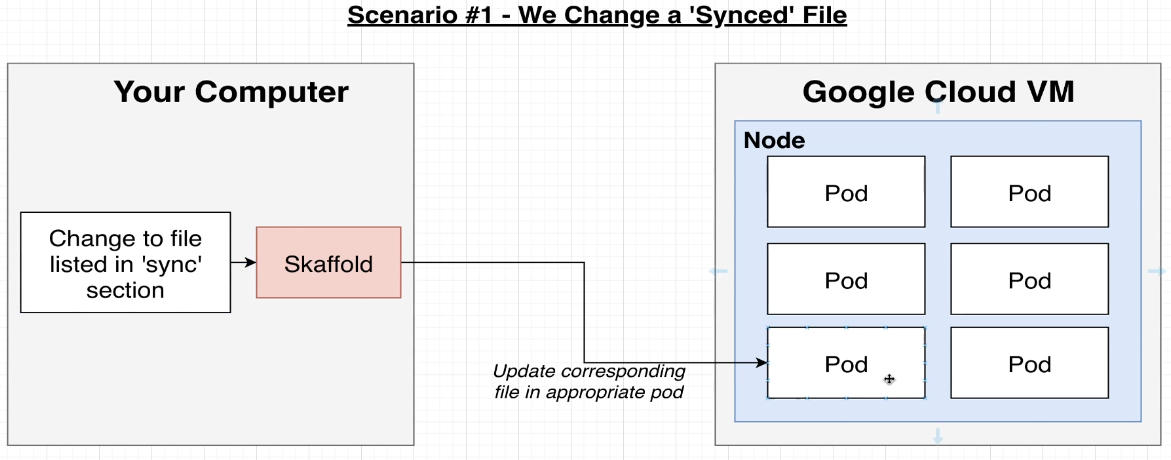 Scenario #1 - We Change a 'Synced' File
Your Computer
Change to file
listed in 'sync'
section
Skaffold
Update corresponding
file in appropriate pod
Google Cloud VM
Node
Pod
Pod
Pod
Pod
Pod
Pod